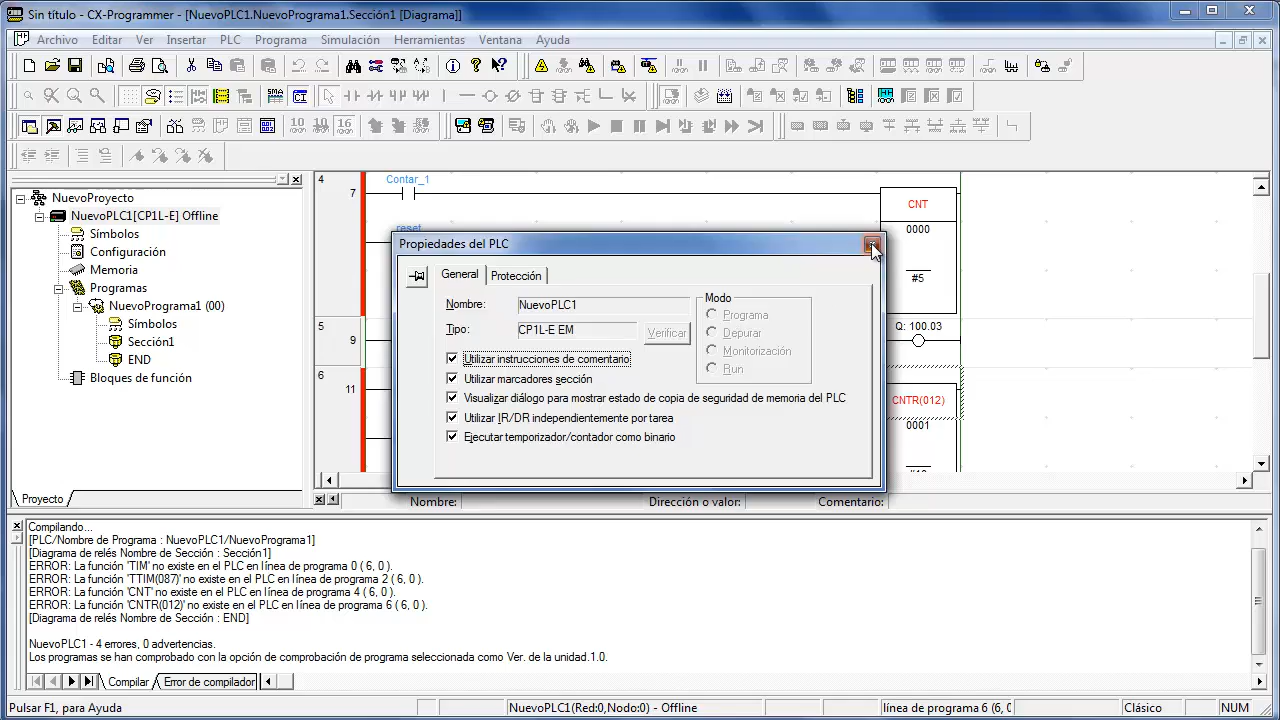 Sin título - CX-Programmer - [NuevoPLC1.NuevoPrograma1.Sección1 [Diagrama]]
Archivo Editar Ver Insertar PLC Programa Simulación Herramientas Ventana Ayuda
10 10 16
NuevoProyecto
NuevoPLC1[CP1L-E] Offline
Símbolos
Configuración
Memoria
Programas
NuevoPrograma1 (00)
Símbolos
Sección1
END
Bloques de función
Proyecto
4
7
Contar_1
CNT
reset
0000
#5
5
9
Q: 100.03
6
11
CNTR(012)
0001
Propiedades del PLC
General Protección
Nombre: NuevoPLC1
Tipo: CP1L-E EM
Verificar
Modo
Programa
Depurar
Monitorización
Run
Utilizar instrucciones de comentario
Utilizar marcadores sección
Visualizar diálogo para mostrar estado de copia de seguridad de memoria del PLC
Utilizar IR/DR independientemente por tarea
Ejecutar temporizador/contador como binario
Nombre: Dirección o valor: Comentario:
Compilando...
[PLC/Nombre de Programa : NuevoPLC1/NuevoPrograma1]
[Diagrama de relés Nombre de Sección : Sección1]
ERROR: La función 'TIM' no existe en el PLC en línea de programa 0 ( 6, 0 ).
ERROR: La función 'TTIM(087)' no existe en el PLC en línea de programa 2 ( 6, 0 ).
ERROR: La función 'CNT' no existe en el PLC en línea de programa 4 ( 6, 0 ).
ERROR: La función 'CNTR(012)' no existe en el PLC en línea de programa 6 ( 6, 0 ).
[Diagrama de relés Nombre de Sección : END]
NuevoPLC1 - 4 errores, 0 advertencias.
Los programas se han comprobado con la opción de comprobación de programa seleccionada como Ver. de la unidad.1.0.
Compilar Error de compilador
Pulsar F1, para Ayuda NuevoPLC1(Red:0,Nodo:0) - Offline línea de programa 6 (6, 0 Clásico NUM